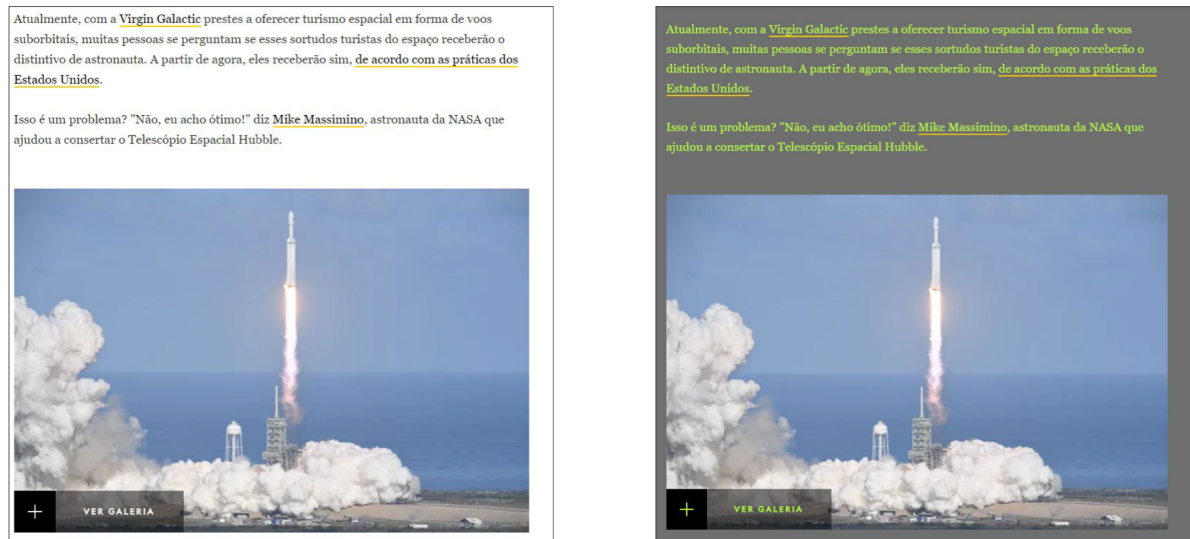 Atualmente, com a Virgin Galactic prestes a oferecer turismo espacial em forma de voos
suborbitais, muitas pessoas se perguntam se esses sortudos turistas do espaço receberão o
distintivo de astronauta. A partir de agora, eles receberão sim, de acordo com as práticas dos
Estados Unidos.
Isso é um problema? "Não, eu acho ótimo!" diz Mike Massimino, astronauta da NASA que
ajudou a consertar o Telescópio Espacial Hubble.
+ VER GALERIA
Atualmente, com a Virgin Galactic prestes a oferecer turismo espacial em forma de voos
suborbitais, muitas pessoas se perguntam se esses sortudos turistas do espaço receberão o
distintivo de astronauta. A partir de agora, eles receberão sim, de acordo com as práticas dos
Estados Unidos.
Isso é um problema? "Não, eu acho ótimo!" diz Mike Massimino, astronauta da NASA que
ajudou a consertar o Telescópio Espacial Hubble.
+ VER GALERIA